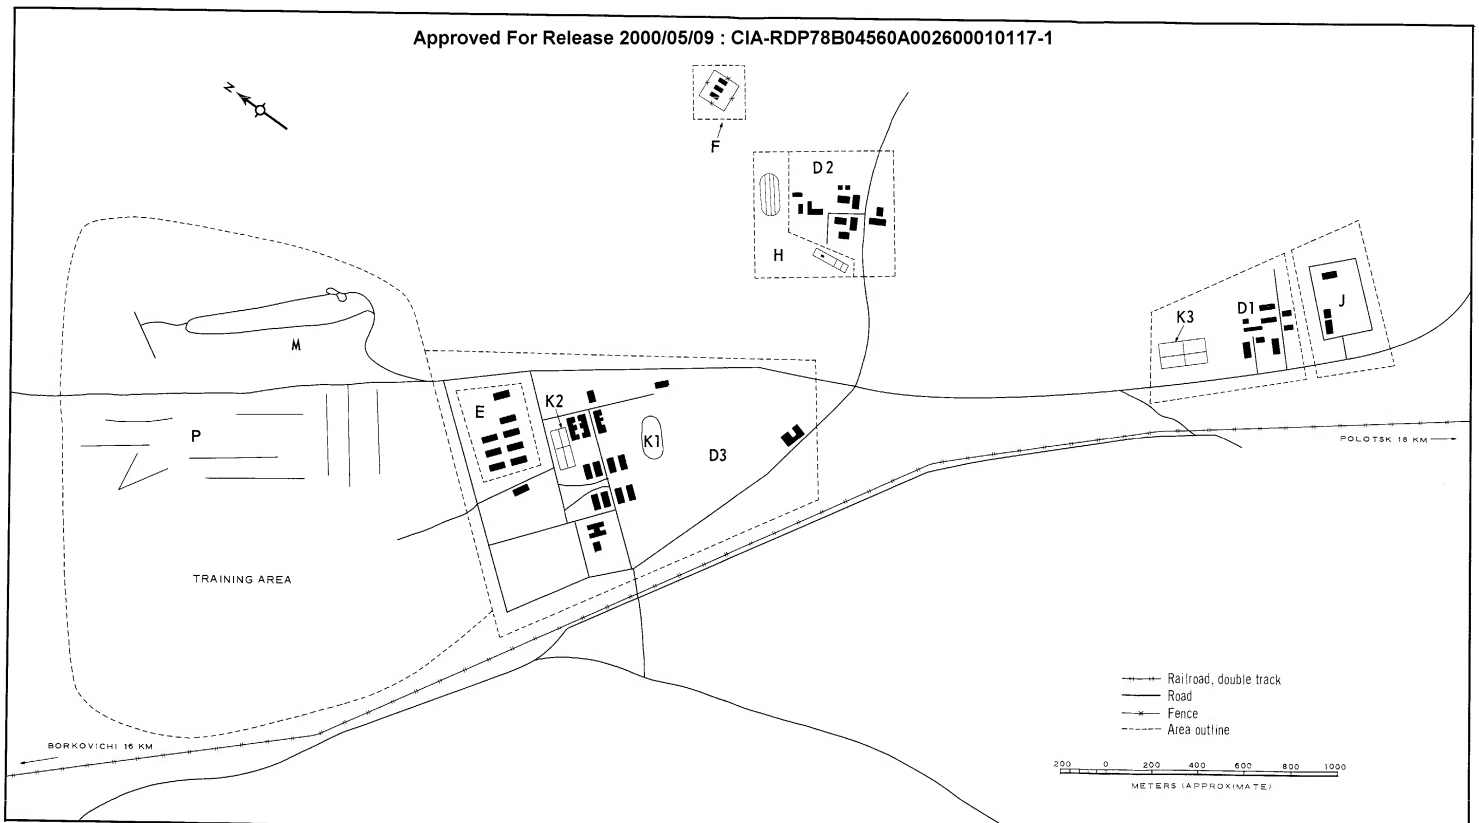 Approved For Release 2000/05/09 : CIA-RDP78B04560A002600010117-1
N
F
D2
H
K3
D1
J
M
E
K2
K1
D3
P
POLOTSK 18 KM
TRAINING AREA
BORKOVICHI 16 KM
Railroad, double track
Road
Fence
Area outline
200 0 200 400 600 800 1000
METERS (APPROXIMATE)